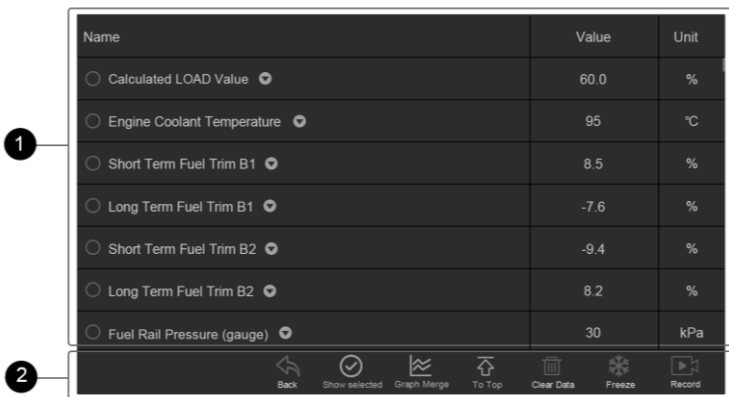 Name Value Unit
Calculated LOAD Value 60.0 %
1 Engine Coolant Temperature 95 ℃
Short Term Fuel Trim B1 8.5 %
Long Term Fuel Trim B1 -7.6 %
Short Term Fuel Trim B2 -9.4 %
Long Term Fuel Trim B2 8.2 %
Fuel Rail Pressure (gauge) 30 kPa
2 Back Show selected Graph Merge To Top Clear Data Freeze Record